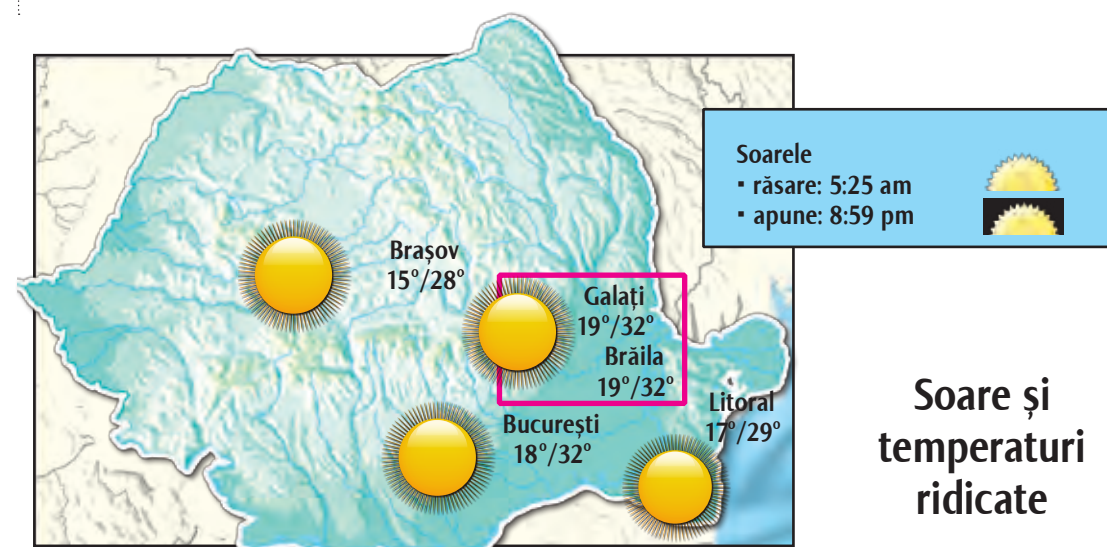 Soarele
▪ răsare: 5:25 am
▪ apune: 8:59 pm
Brașov
15°/28°
Galați
19°/32°
Brăila
19°/32°
Litoral
17°/29°
București
18°/32°
Soare și
temperaturi
ridicate